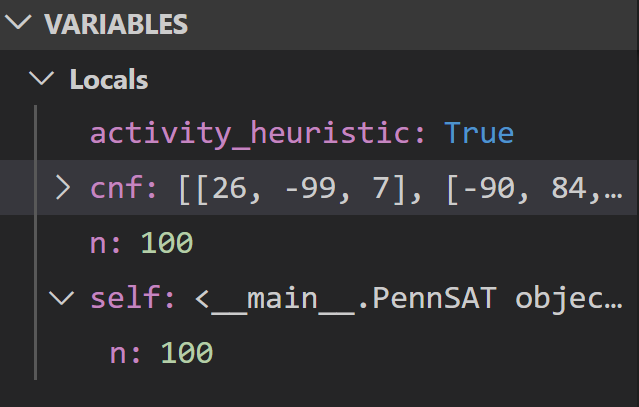 VARIABLES
Locals
activity_heuristic: True
cnf: [[26, -99, 7], [-90, 84,...
n: 100
self: <__main__.PennSAT objec...
n: 100